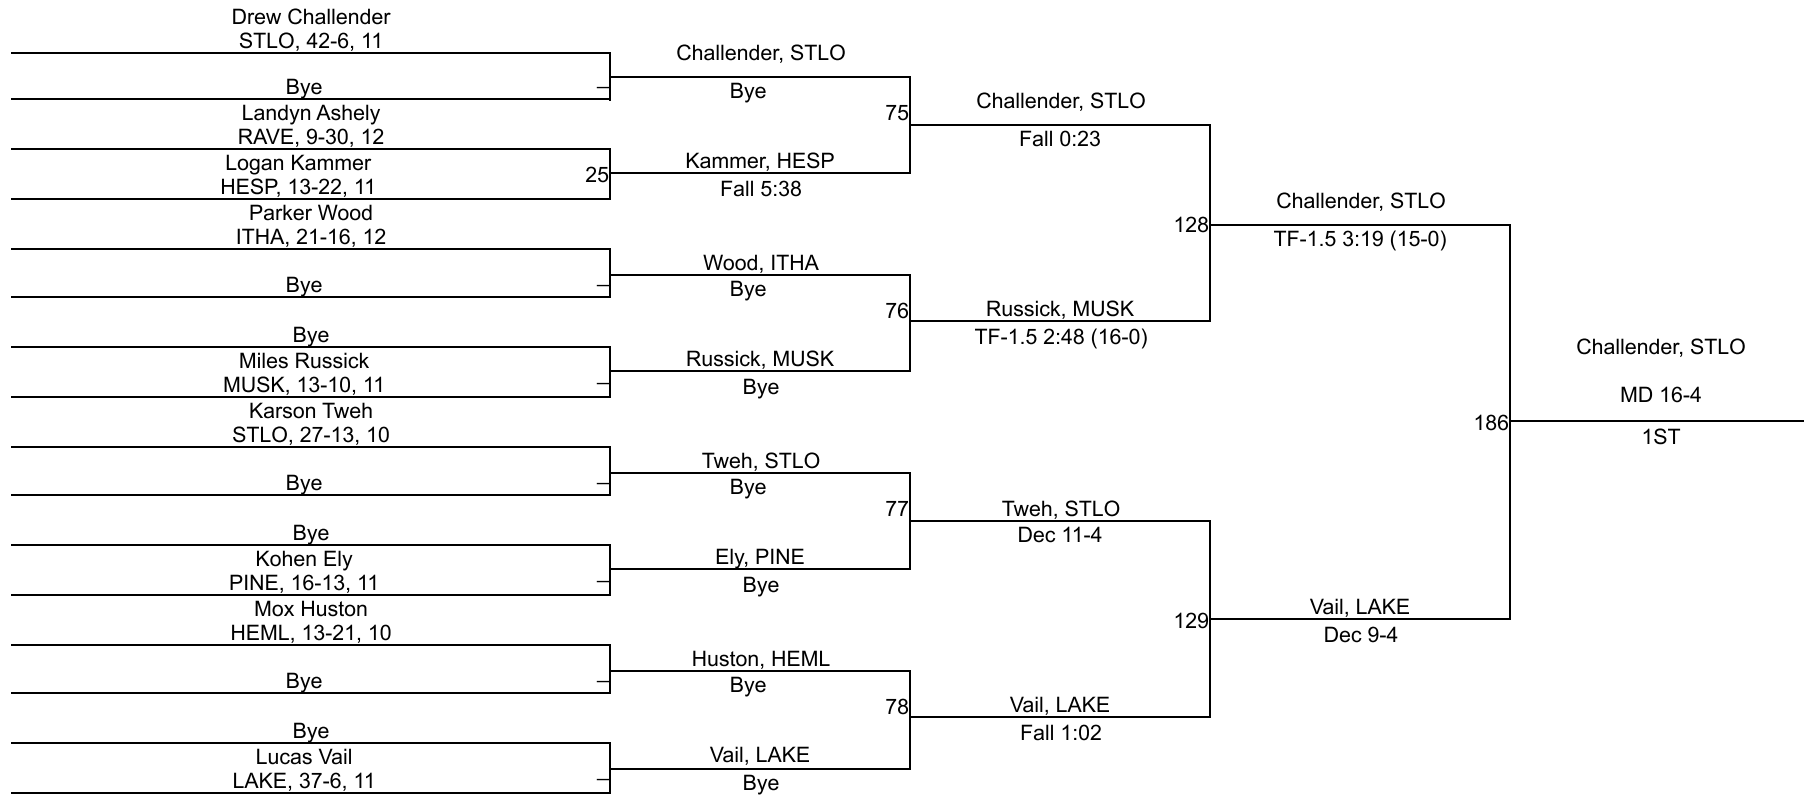 Drew Challender
STLO, 42-6, 11
Bye
Landyn Ashely
RAVE, 9-30, 12
Logan Kammer
HESP, 13-22, 11
Parker Wood
ITHA, 21-16, 12
Bye
Bye
Miles Russick
MUSK, 13-10, 11
Karson Tweh
STLO, 27-13, 10
Bye
Bye
Kohen Ely
PINE, 16-13, 11
Mox Huston
HEML, 13-21, 10
Bye
Bye
Lucas Vail
LAKE, 37-6, 11
25
Challender, STLO
Bye
Kammer, HESP
Fall 5:38
Wood, ITHA
Bye
Russick, MUSK
Bye
Tweh, STLO
Bye
Ely, PINE
Bye
Huston, HEML
Bye
Vail, LAKE
Bye
75
76
77
78
Challender, STLO
Fall 0:23
Russick, MUSK
TF-1.5 2:48 (16-0)
Tweh, STLO
Dec 11-4
Vail, LAKE
Fall 1:02
128
129
Challender, STLO
TF-1.5 3:19 (15-0)
Vail, LAKE
Dec 9-4
186
Challender, STLO
MD 16-4
1ST